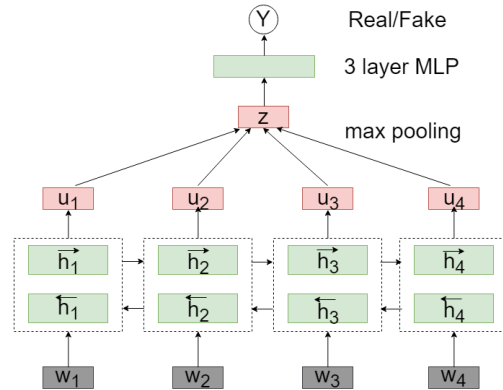 Y Real/Fake
3 layer MLP
z
max pooling
u₁ u₂ u₃ u₄
→h₁ →h₂ →h₃ →h₄
←h₁ ←h₂ ←h₃ ←h₄
w₁ w₂ w₃ w₄